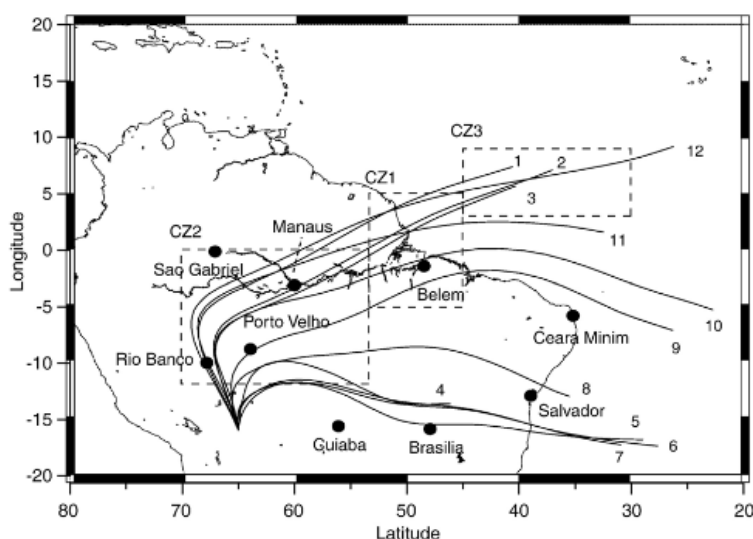 20
15
10
5
0
-5
-10
-15
-20
Longitude
CZ3
1
2
12
CZ1
3
CZ2
Manaus
11
Sao Gabriel
Belem
10
Porto Velho
Ceara Minim
9
Rio Banco
8
4
Salvador
5
Cuiaba
Brasilia
6
7
80
70
60
50
40
30
20
Latitude